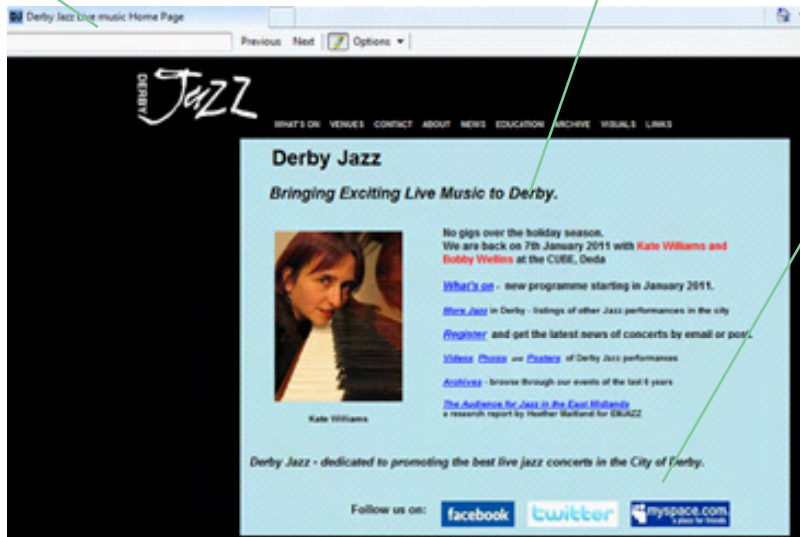 Derby Jazz Live music Home Page
Previous Next Options
DERBY Jazz
WHAT'S ON VENUES CONTACT ABOUT NEWS EDUCATION ARCHIVE VISUALS LINKS
Derby Jazz
Bringing Exciting Live Music to Derby.
No gigs over the holiday season.
We are back on 7th January 2011 with Kate Williams and
Bobby Wellins at the CUBE, Deda
What's on - new programme starting in January 2011.
More Jazz in Derby - listings of other Jazz performances in the city
Register and get the latest news of concerts by email or post.
Videos Photos and Posters of Derby Jazz performances
Archives - browse through our events of the last 6 years
The Audience for Jazz in the East Midlands
a research report by Heather Maitland for EMJAZZ
Kate Williams
Derby Jazz - dedicated to promoting the best live jazz concerts in the City of Derby.
Follow us on: facebook twitter myspace.com
a place for friends